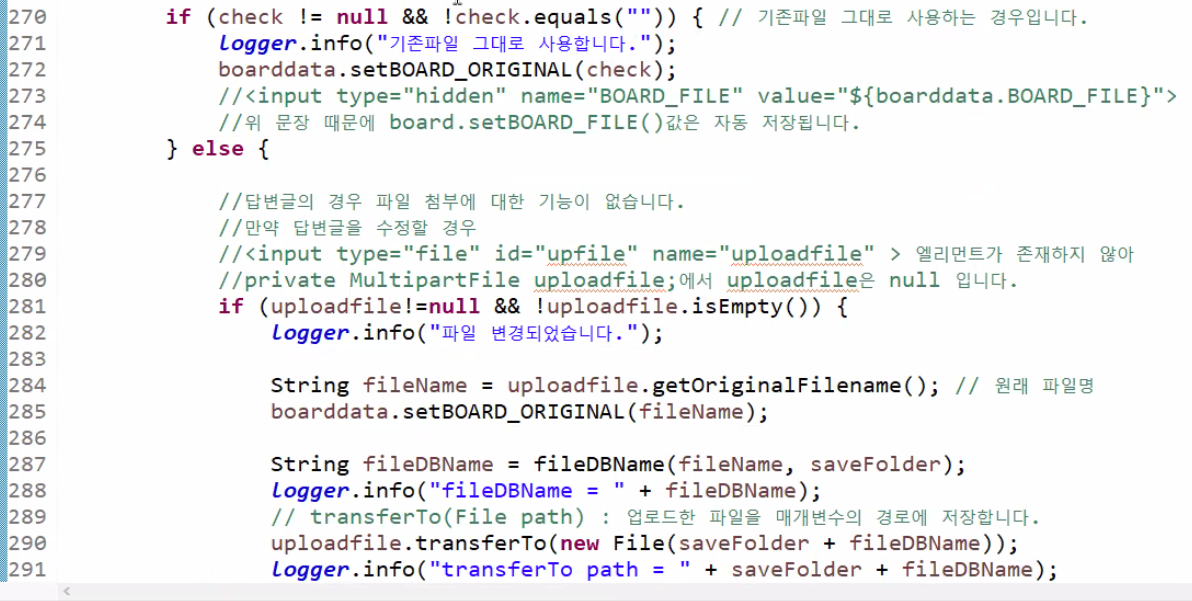 270 if (check != null && !check.equals("")) { // 기존파일 그대로 사용하는 경우입니다.
271 logger.info("기존파일 그대로 사용합니다.");
272 boarddata.setBOARD_ORIGINAL(check);
273 //<input type="hidden" name="BOARD_FILE" value="${boarddata.BOARD_FILE}">
274 //위 문장 때문에 board.setBOARD_FILE()값은 자동 저장됩니다.
275 } else {
276
277 //답변글의 경우 파일 첨부에 대한 기능이 없습니다.
278 //만약 답변글을 수정할 경우
279 //<input type="file" id="upfile" name="uploadfile" > 엘리먼트가 존재하지 않아
280 //private MultipartFile uploadfile;에서 uploadfile은 null 입니다.
281 if (uploadfile!=null && !uploadfile.isEmpty()) {
282 logger.info("파일 변경되었습니다.");
283
284 String fileName = uploadfile.getOriginalFilename(); // 원래 파일명
285 boarddata.setBOARD_ORIGINAL(fileName);
286
287 String fileDBName = fileDBName(fileName, saveFolder);
288 logger.info("fileDBName = " + fileDBName);
289 // transferTo(File path) : 업로드한 파일을 매개변수의 경로에 저장합니다.
290 uploadfile.transferTo(new File(saveFolder + fileDBName));
291 logger.info("transferTo path = " + saveFolder + fileDBName);